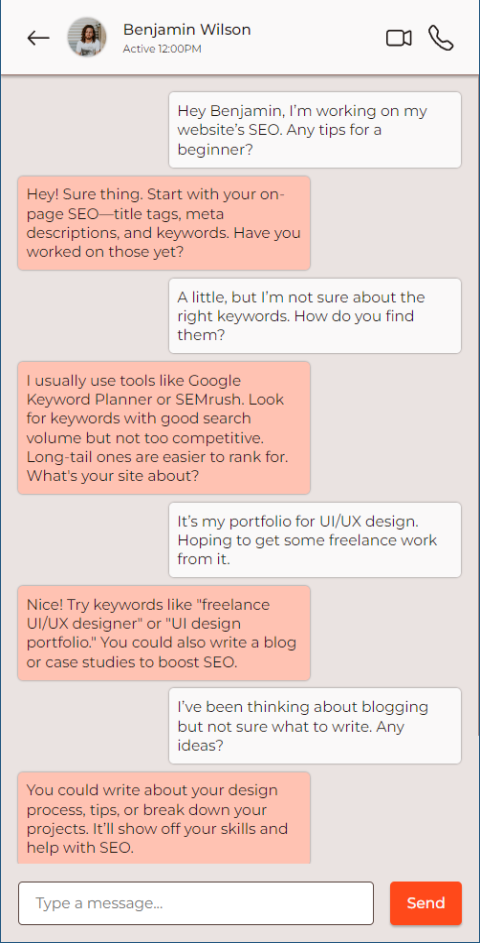 Benjamin Wilson
Active 12:00PM
Hey Benjamin, I’m working on my
website’s SEO. Any tips for a
beginner?
Hey! Sure thing. Start with your on-
page SEO—title tags, meta
descriptions, and keywords. Have you
worked on those yet?
A little, but I’m not sure about the
right keywords. How do you find
them?
I usually use tools like Google
Keyword Planner or SEMrush. Look
for keywords with good search
volume but not too competitive.
Long-tail ones are easier to rank for.
What's your site about?
It’s my portfolio for UI/UX design.
Hoping to get some freelance work
from it.
Nice! Try keywords like "freelance
UI/UX designer" or "UI design
portfolio." You could also write a blog
or case studies to boost SEO.
I’ve been thinking about blogging
but not sure what to write. Any
ideas?
You could write about your design
process, tips, or break down your
projects. It’ll show off your skills and
help with SEO.
Type a message...
Send